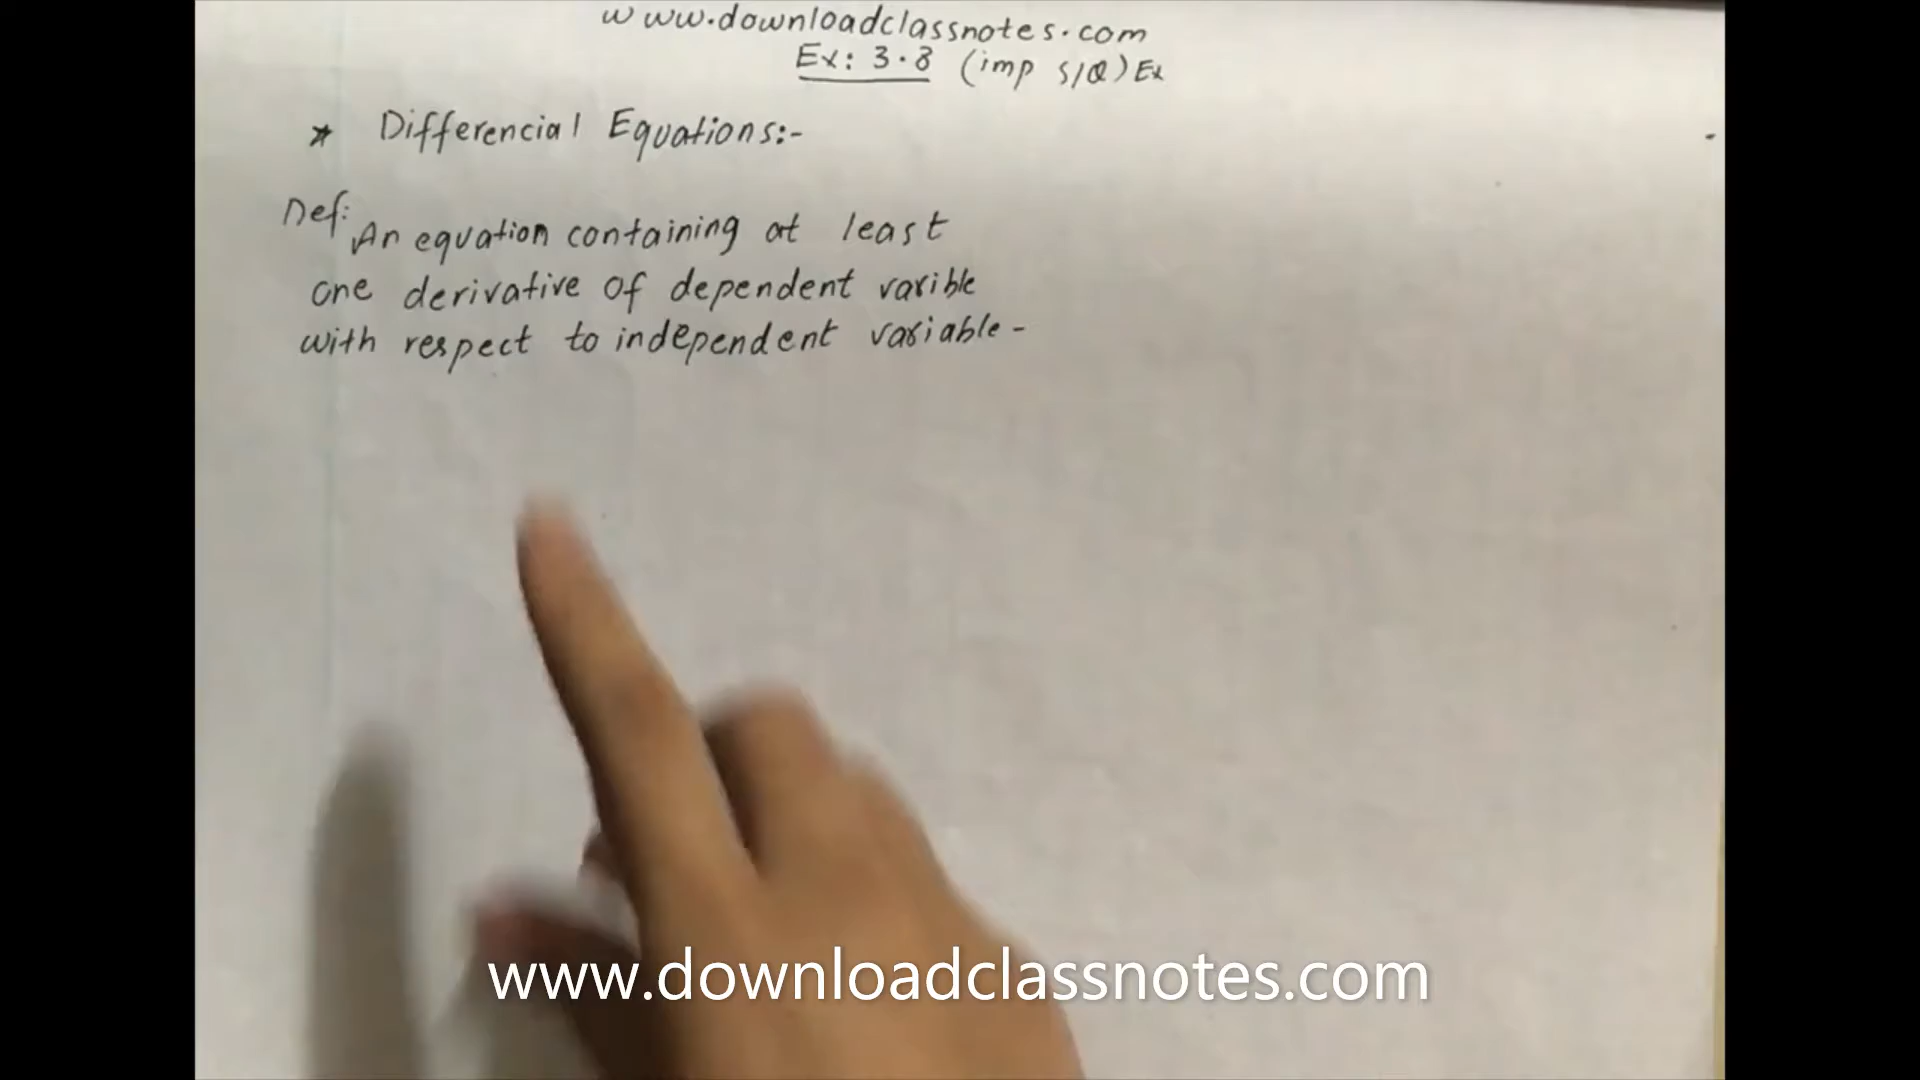 www.downloadclassnotes.com
Ex: 3.8 (imp S/Q) Ex
* Differencial Equations:-
Def: An equation containing at least
one derivative of dependent varible
with respect to independent variable-
www.downloadclassnotes.com